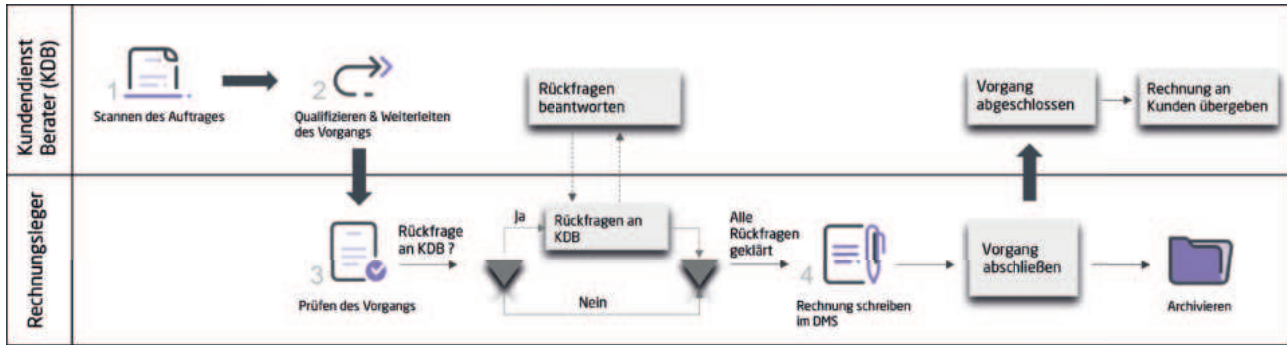 Kundendienst
Berater (KDB)
1
Scannen des Auftrages
2
Qualifizieren & Weiterleiten
des Vorgangs
Rückfragen
beantworten
Vorgang
abgeschlossen
Rechnung an
Kunden übergeben
Rechnungsleger
3
Prüfen des Vorgangs
Rückfrage
an KDB ?
Ja
Rückfragen an
KDB
Nein
Alle
Rückfragen
geklärt
4
Rechnung schreiben
im DMS
Vorgang
abschließen
Archivieren